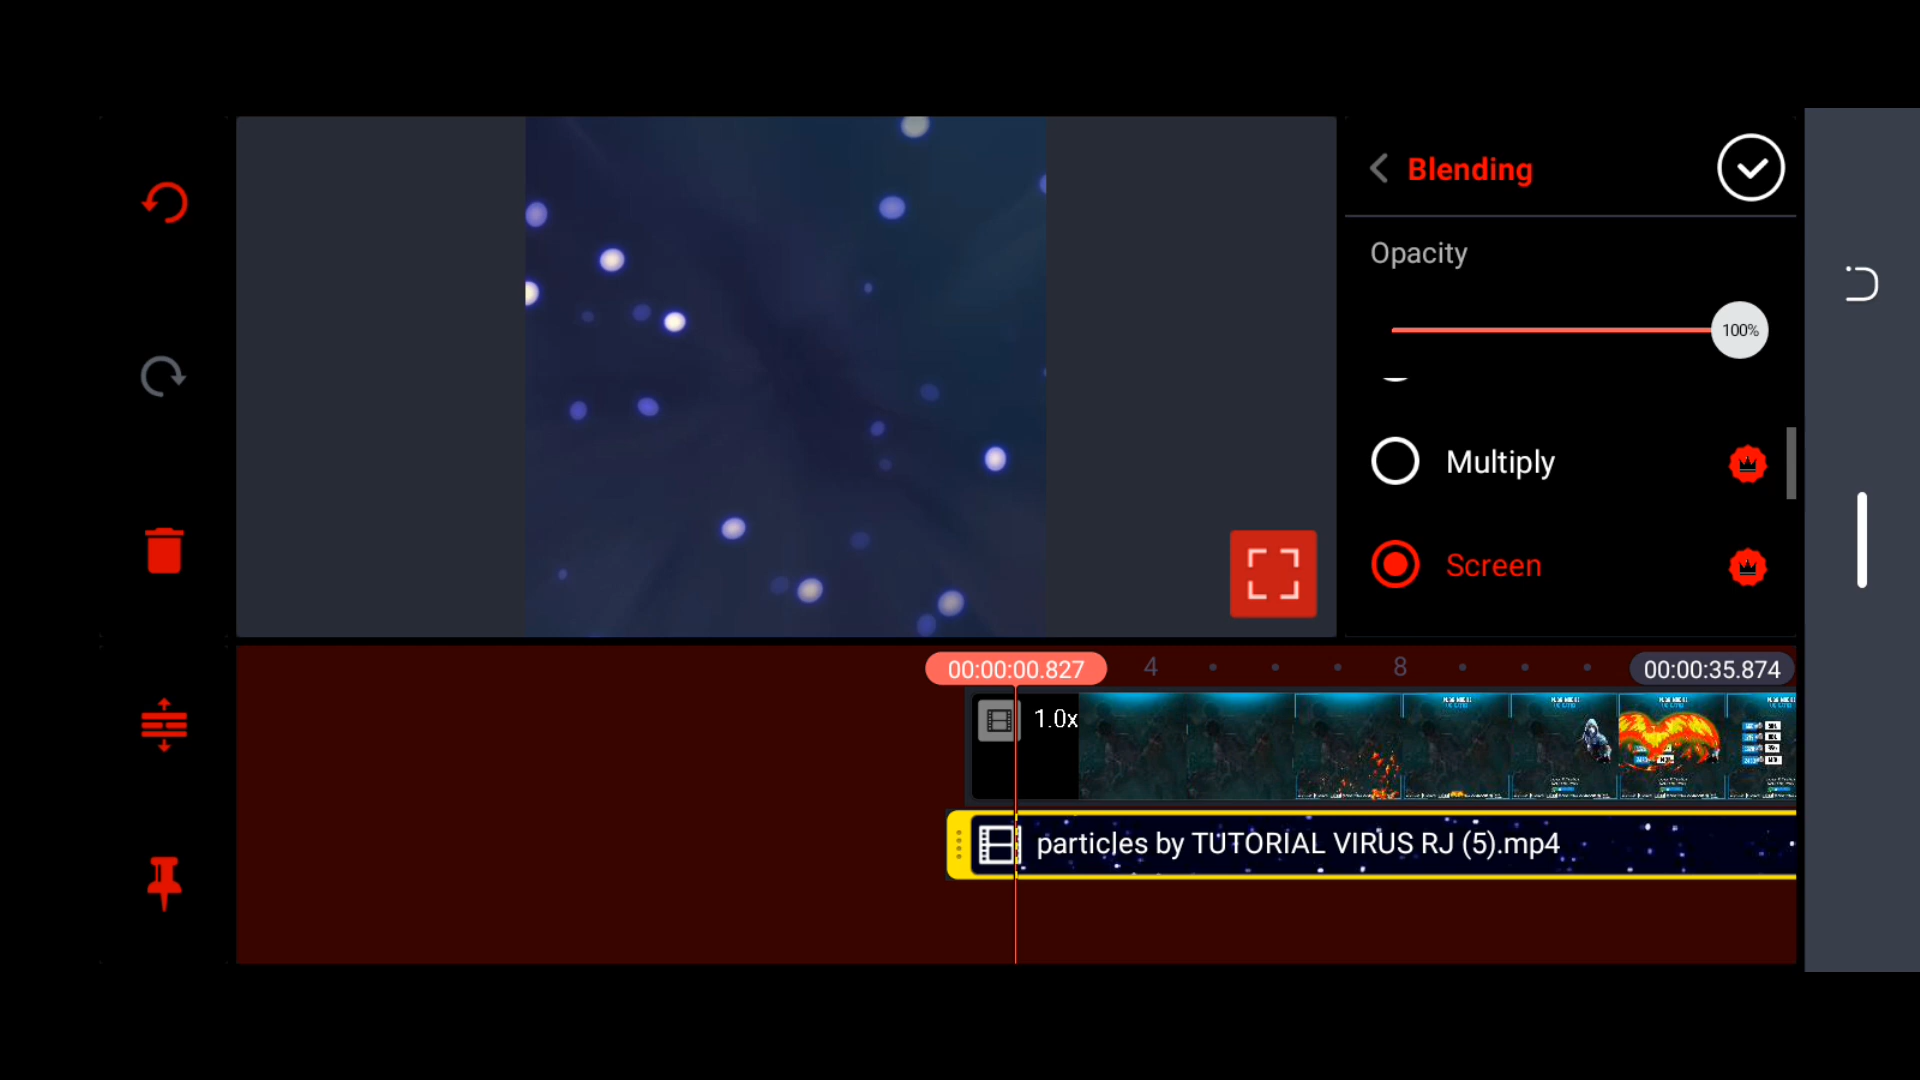 Blending
Opacity
100%
Multiply
Screen
00:00:00.827
4
8
00:00:35.874
1.0x
particles by TUTORIAL VIRUS RJ (5).mp4